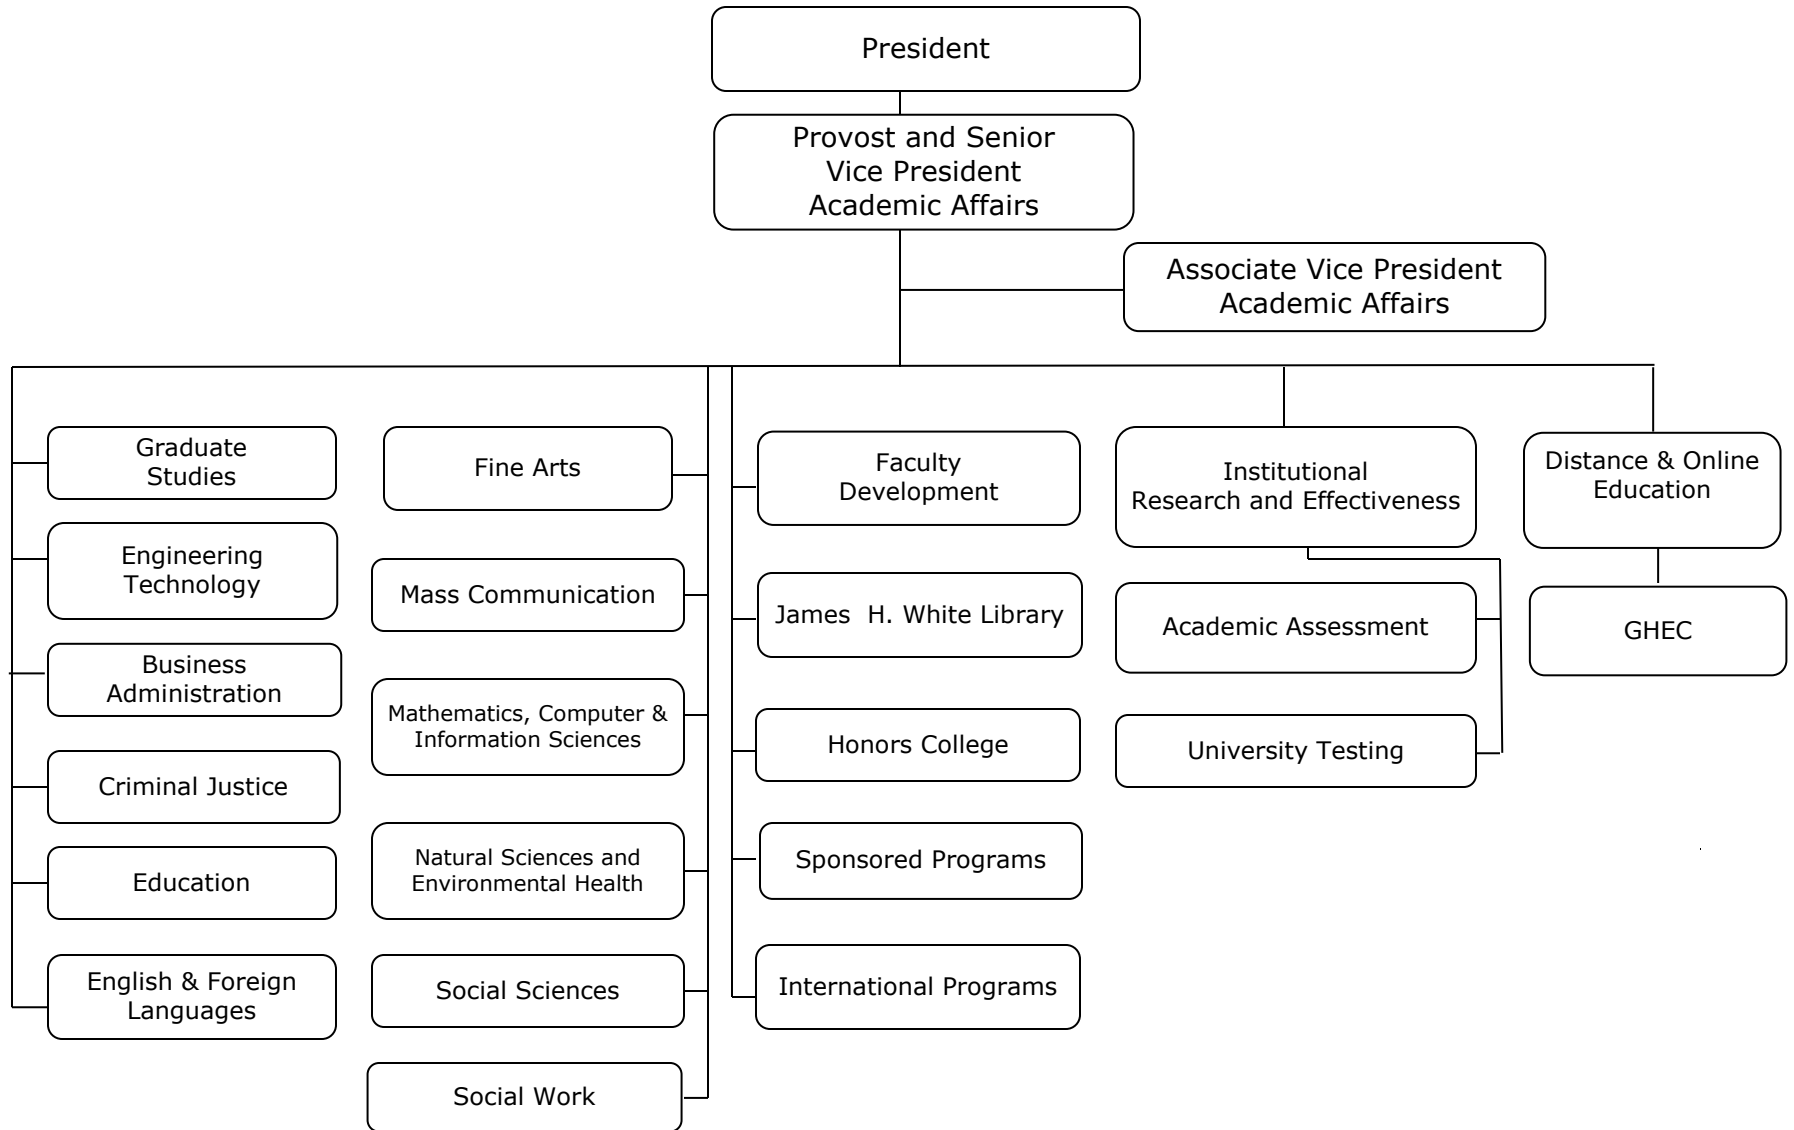 President
Provost and Senior
Vice President
Academic Affairs
Associate Vice President
Academic Affairs
Graduate
Studies
Engineering
Technology
Business
Administration
Criminal Justice
Education
English & Foreign
Languages
Fine Arts
Mass Communication
Mathematics, Computer &
Information Sciences
Natural Sciences and
Environmental Health
Social Sciences
Social Work
Faculty
Development
James  H. White Library
Honors College
Sponsored Programs
International Programs
Institutional
Research and Effectiveness
Academic Assessment
University Testing
Distance & Online
Education
GHEC